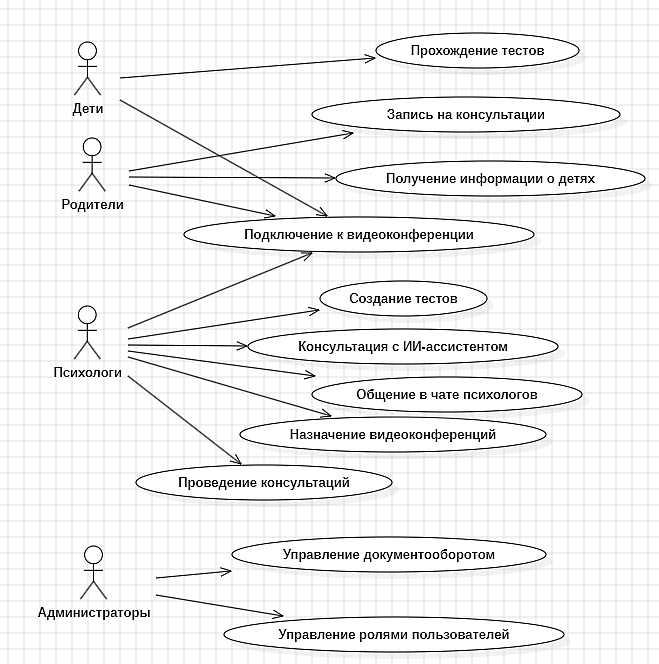 Прохождение тестов
Дети
Запись на консультации
Получение информации о детях
Родители
Подключение к видеоконференции
Создание тестов
Консультация с ИИ-ассистентом
Психологи
Общение в чате психологов
Назначение видеоконференций
Проведение консультаций
Управление документооборотом
Администраторы
Управление ролями пользователей